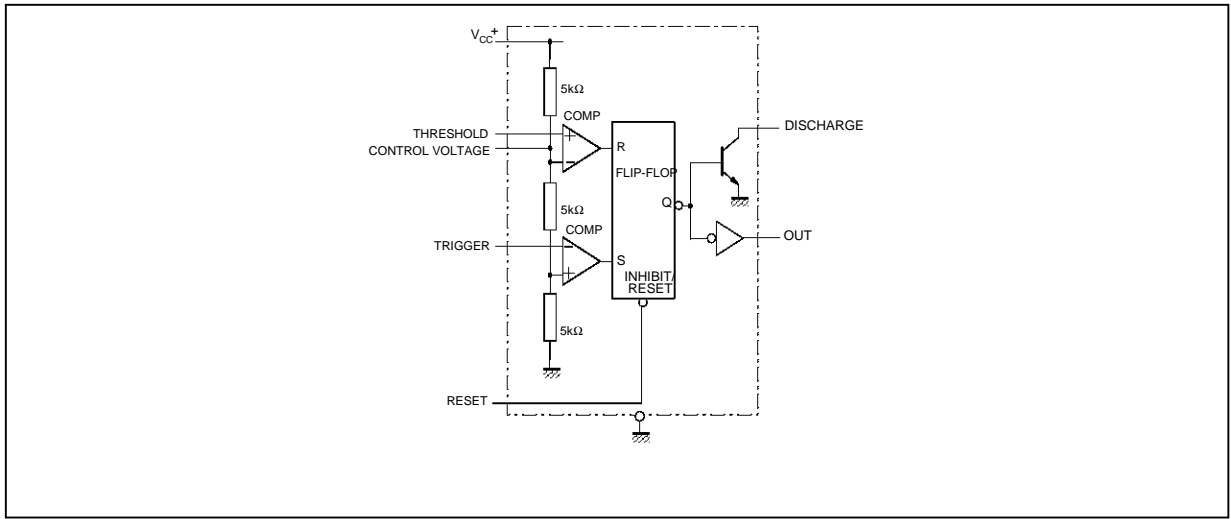 VCC+
5kΩ
COMP
THRESHOLD
CONTROL VOLTAGE
R
FLIP-FLOP
DISCHARGE
5kΩ
COMP
Q
TRIGGER
S
OUT
INHIBIT/
RESET
5kΩ
RESET